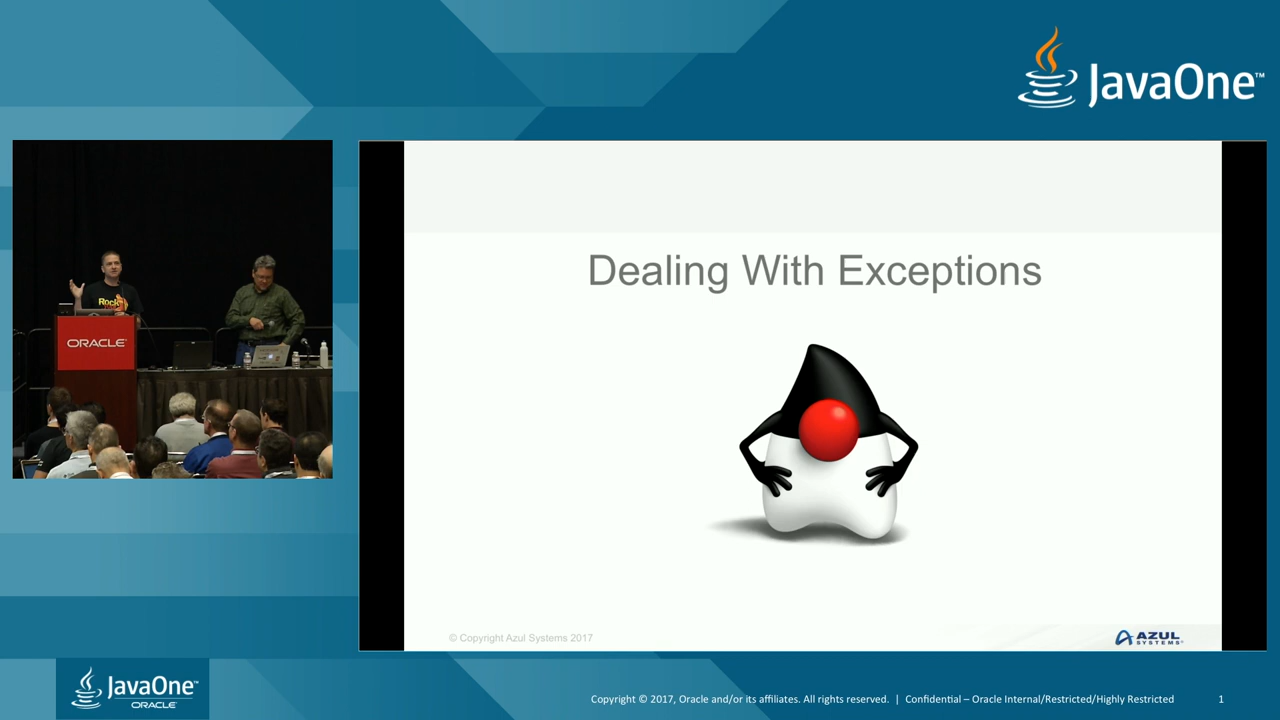 JavaOne™
Rock
ORACLE
Dealing With Exceptions
© Copyright Azul Systems 2017
AZUL
SYSTEMS
JavaOne™
ORACLE
Copyright © 2017, Oracle and/or its affiliates. All rights reserved. | Confidential – Oracle Internal/Restricted/Highly Restricted 1